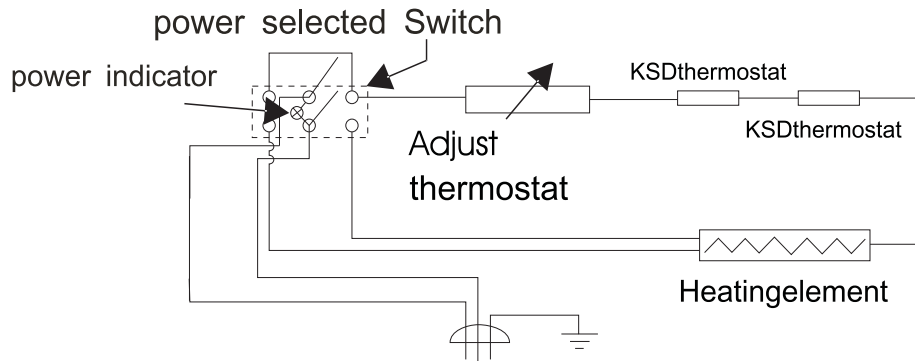 power selected Switch
power indicator
KSDthermostat
KSDthermostat
Adjust
thermostat
Heatingelement